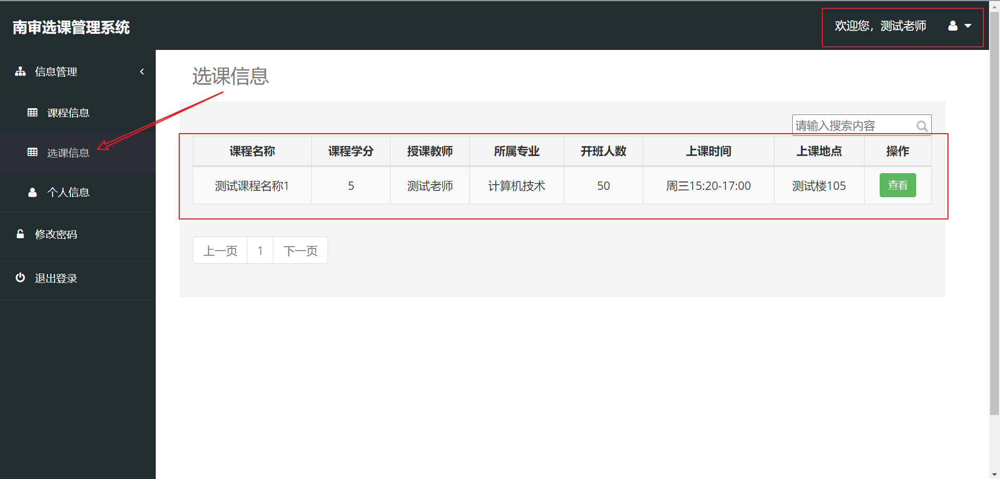 南审选课管理系统
欢迎您，测试老师
信息管理
课程信息
选课信息
个人信息
修改密码
退出登录
选课信息
请输入搜索内容
课程名称 课程学分 授课教师 所属专业 开班人数 上课时间 上课地点 操作
测试课程名称1 5 测试老师 计算机技术 50 周三15:20-17:00 测试楼105 查看
上一页 1 下一页